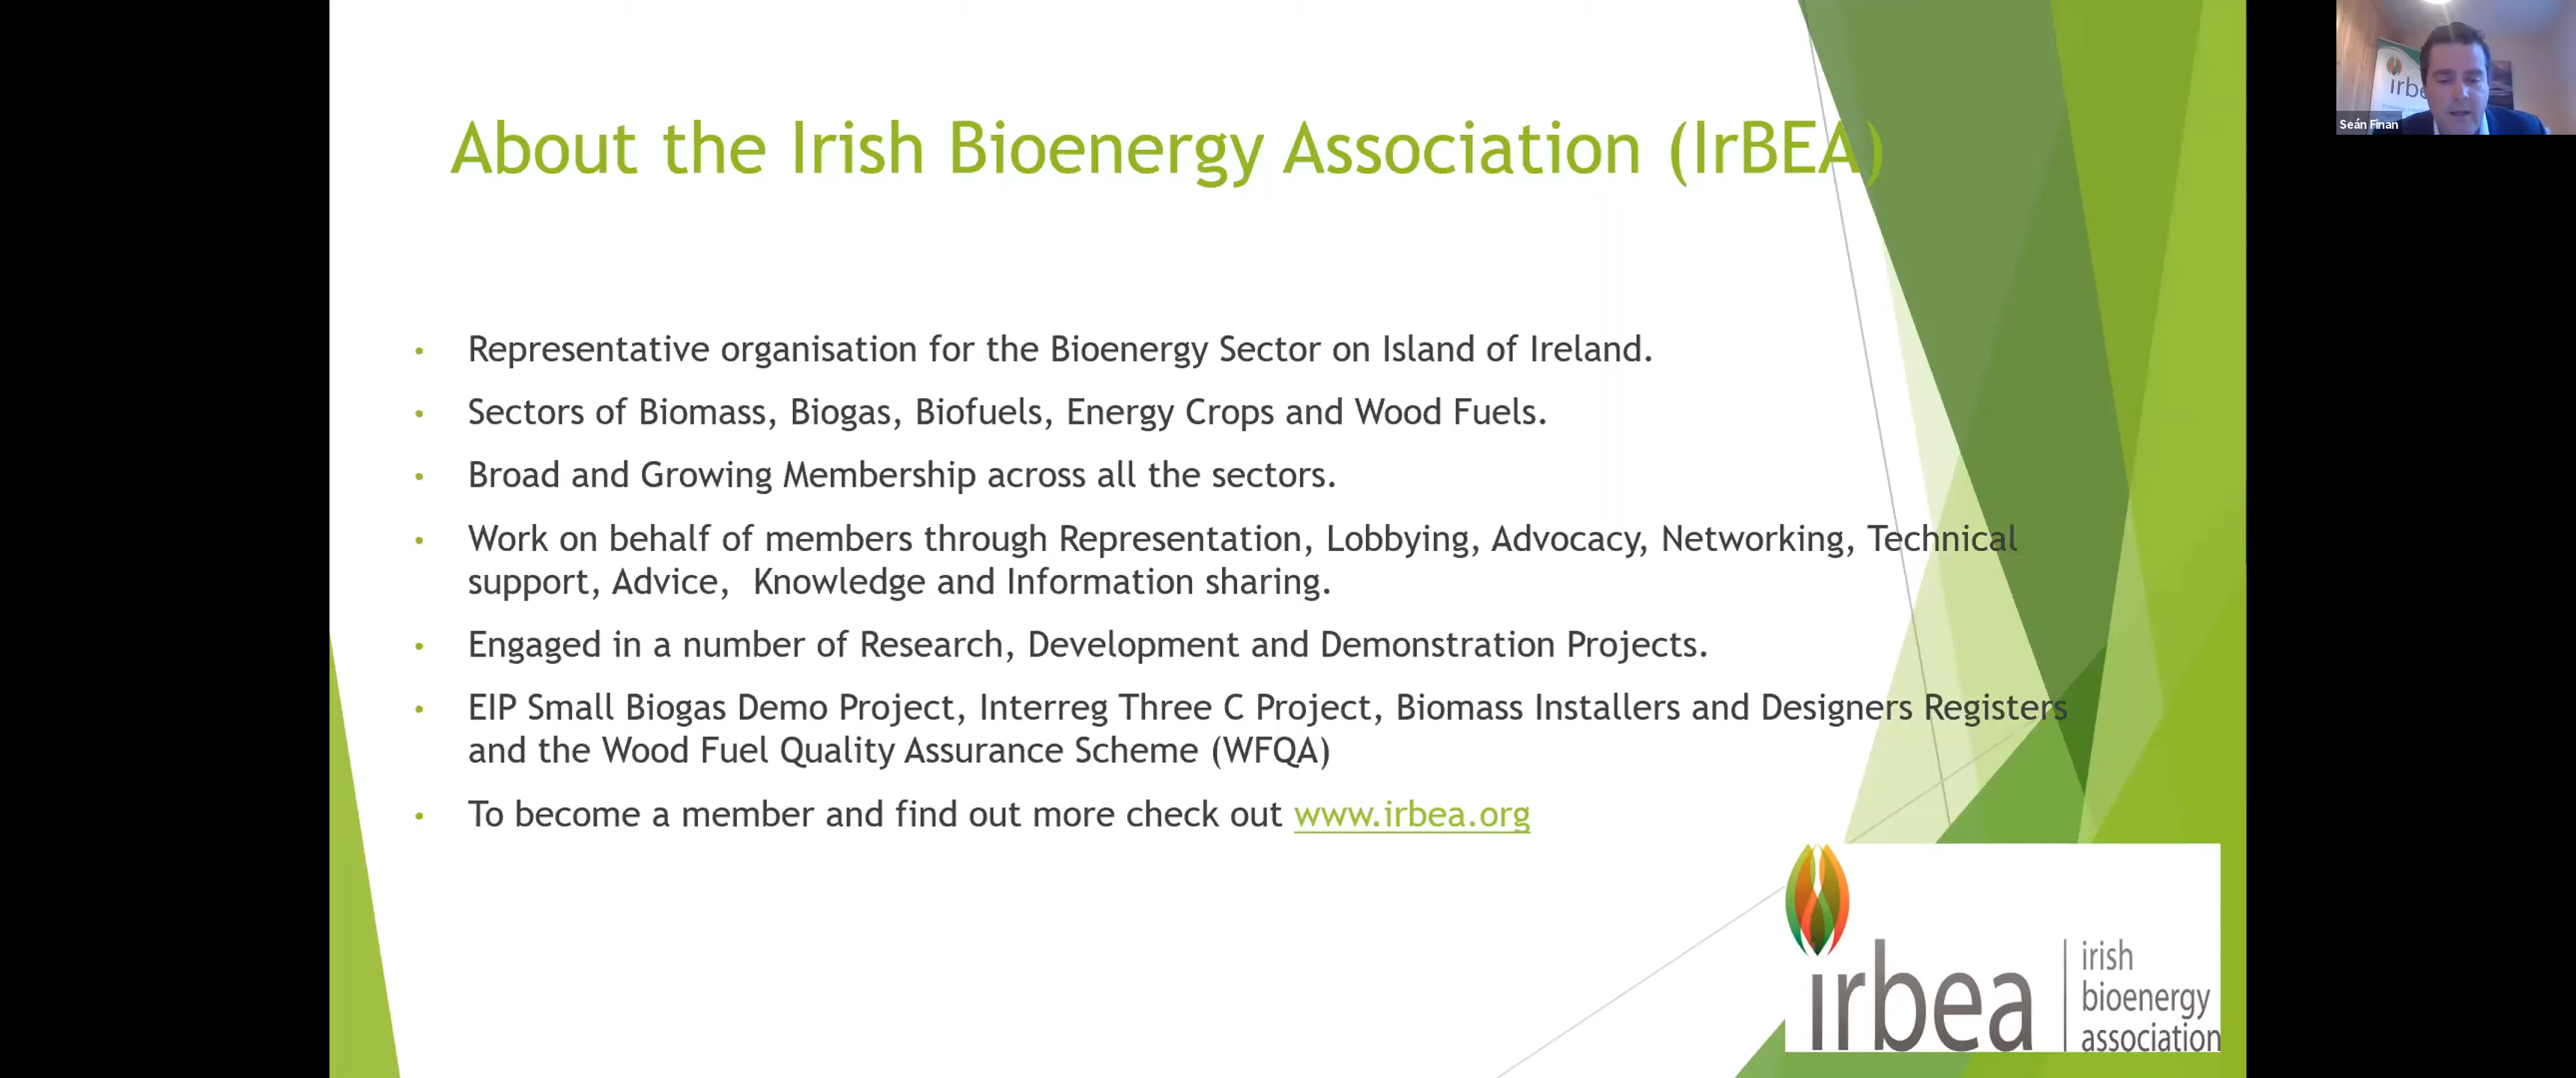 About the Irish Bioenergy Association (IrBEA)
Seán Finan
• Representative organisation for the Bioenergy Sector on Island of Ireland.
• Sectors of Biomass, Biogas, Biofuels, Energy Crops and Wood Fuels.
• Broad and Growing Membership across all the sectors.
• Work on behalf of members through Representation, Lobbying, Advocacy, Networking, Technical
support, Advice,  Knowledge and Information sharing.
• Engaged in a number of Research, Development and Demonstration Projects.
• EIP Small Biogas Demo Project, Interreg Three C Project, Biomass Installers and Designers Registers
and the Wood Fuel Quality Assurance Scheme (WFQA)
• To become a member and find out more check out www.irbea.org
irbea
irish
bioenergy
association